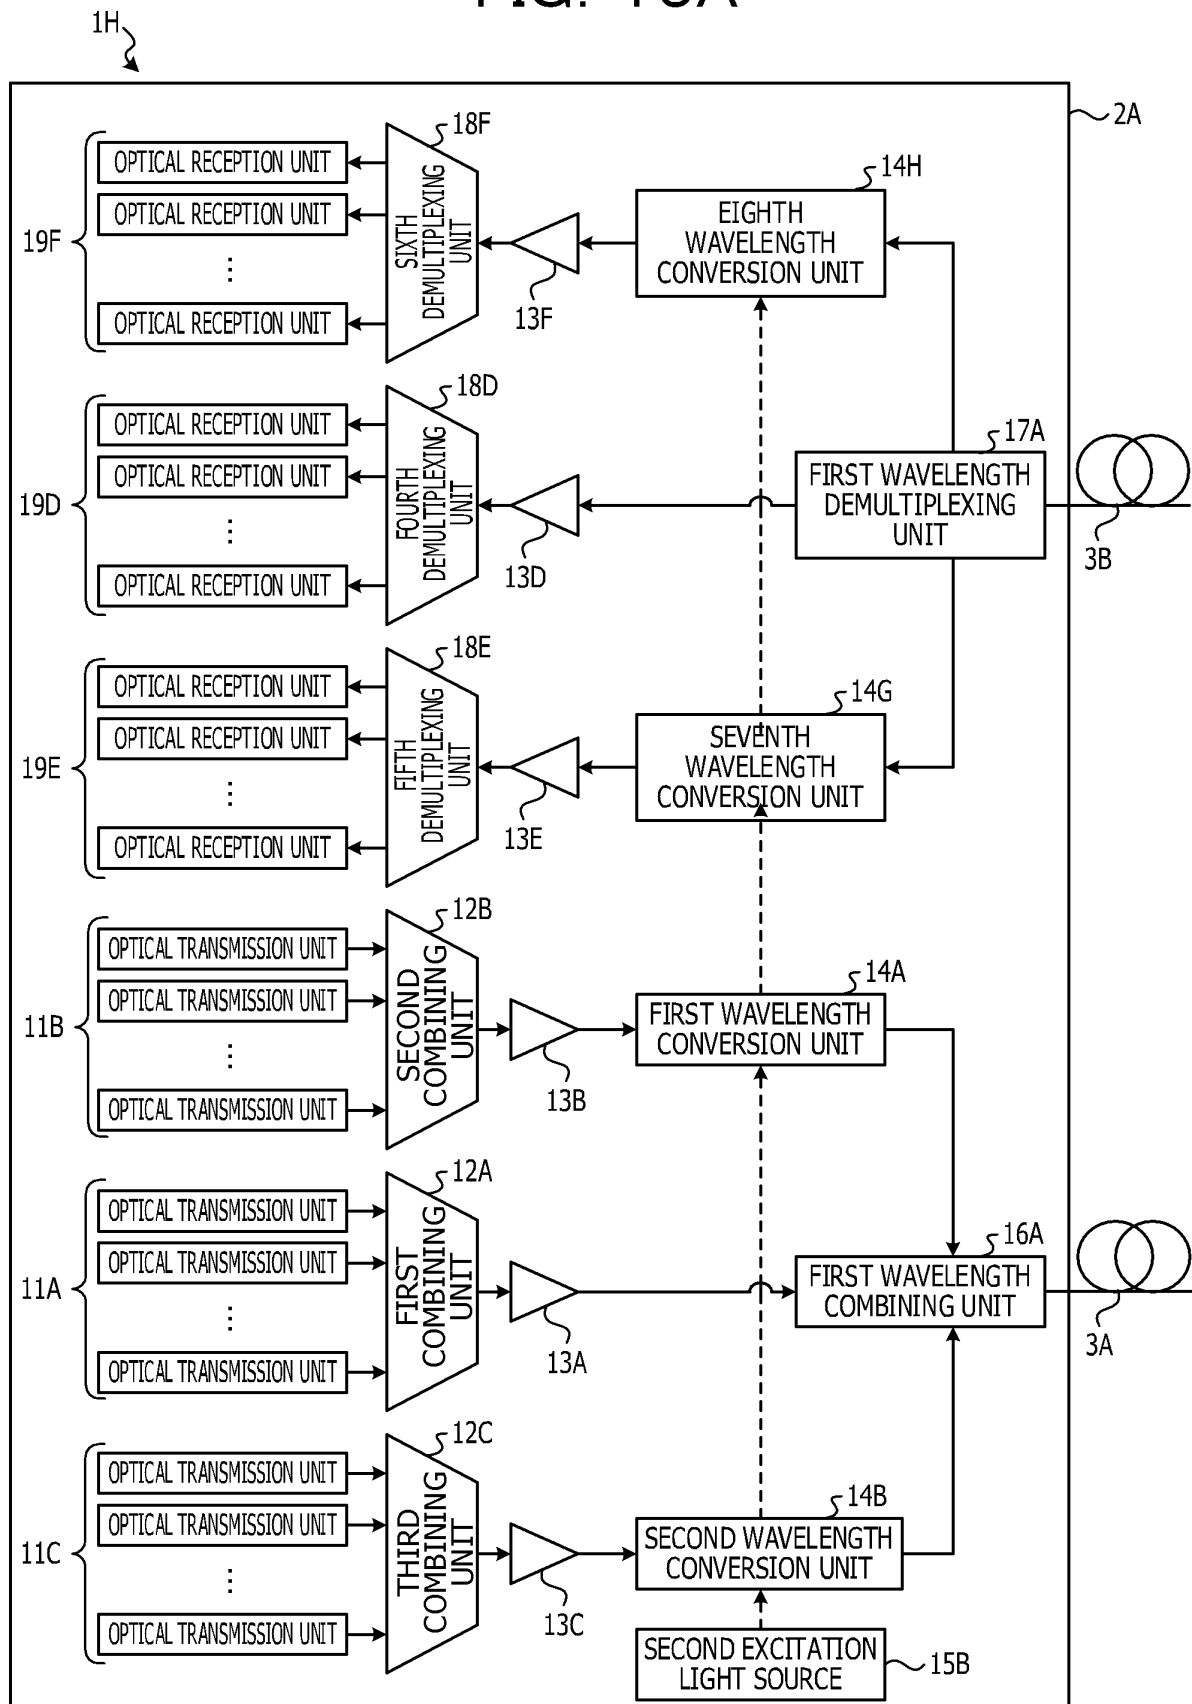 FIG. 16A
1H
2A
18F
14H
OPTICAL RECEPTION UNIT
OPTICAL RECEPTION UNIT
⋮
OPTICAL RECEPTION UNIT
19F
SIXTH
DEMULTIPLEXING
UNIT
13F
EIGHTH
WAVELENGTH
CONVERSION UNIT
18D
17A
OPTICAL RECEPTION UNIT
OPTICAL RECEPTION UNIT
⋮
OPTICAL RECEPTION UNIT
19D
FOURTH
DEMULTIPLEXING
UNIT
13D
FIRST WAVELENGTH
DEMULTIPLEXING
UNIT
3B
18E
14G
OPTICAL RECEPTION UNIT
OPTICAL RECEPTION UNIT
⋮
OPTICAL RECEPTION UNIT
19E
FIFTH
DEMULTIPLEXING
UNIT
13E
SEVENTH
WAVELENGTH
CONVERSION UNIT
12B
14A
OPTICAL TRANSMISSION UNIT
OPTICAL TRANSMISSION UNIT
⋮
OPTICAL TRANSMISSION UNIT
11B
SECOND
COMBINING
UNIT
13B
FIRST WAVELENGTH
CONVERSION UNIT
12A
16A
OPTICAL TRANSMISSION UNIT
OPTICAL TRANSMISSION UNIT
⋮
OPTICAL TRANSMISSION UNIT
11A
FIRST
COMBINING
UNIT
13A
FIRST WAVELENGTH
COMBINING UNIT
3A
12C
14B
OPTICAL TRANSMISSION UNIT
OPTICAL TRANSMISSION UNIT
⋮
OPTICAL TRANSMISSION UNIT
11C
THIRD
COMBINING
UNIT
13C
SECOND WAVELENGTH
CONVERSION UNIT
SECOND EXCITATION
LIGHT SOURCE
15B